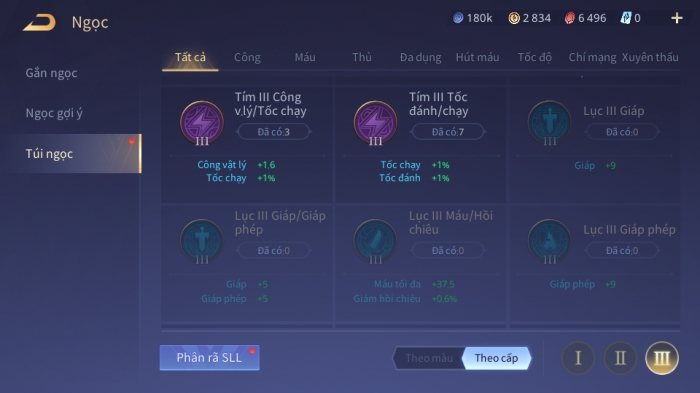 Ngọc
180k
2 834
6 496
0
Tất cả
Công
Máu
Thủ
Đa dụng
Hút máu
Tốc độ
Chí mạng
Xuyên thấu
Gắn ngọc
Ngọc gợi ý
Túi ngọc
Tím III Công
v.lý/Tốc chạy
Đã có:3
III
Công vật lý +1.6
Tốc chạy +1%
Tím III Tốc
đánh/chạy
Đã có:7
III
Tốc chạy +1%
Tốc đánh +1%
Lục III Giáp
Đã có:0
III
Giáp +9
Lục III Giáp/Giáp
phép
Đã có:0
III
Giáp +5
Giáp phép +5
Lục III Máu/Hồi
chiêu
Đã có:0
III
Máu tối đa +37.5
Giảm hồi chiêu +0.6%
Lục III Giáp phép
Đã có:0
III
Giáp phép +9
Phân rã SLL
Theo màu
Theo cấp
I
II
III